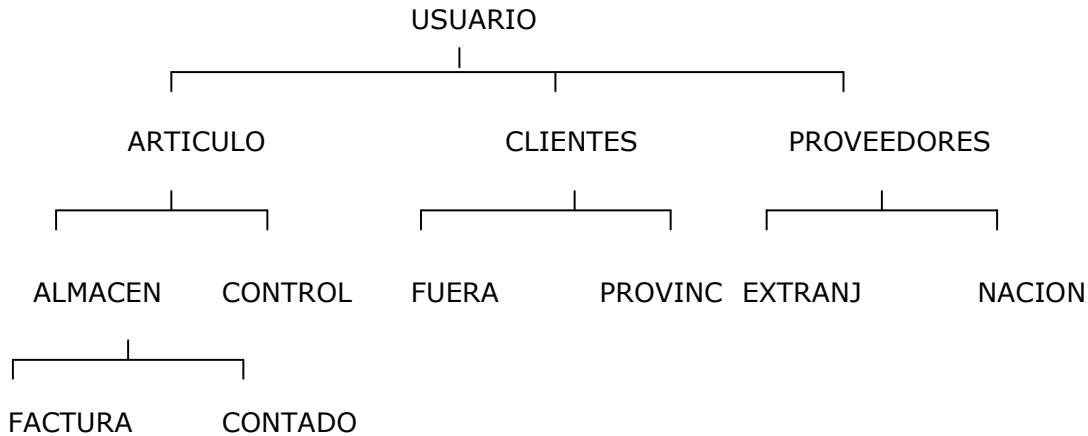 USUARIO
ARTICULO CLIENTES PROVEEDORES
ALMACEN CONTROL FUERA PROVINC EXTRANJ NACION
FACTURA CONTADO